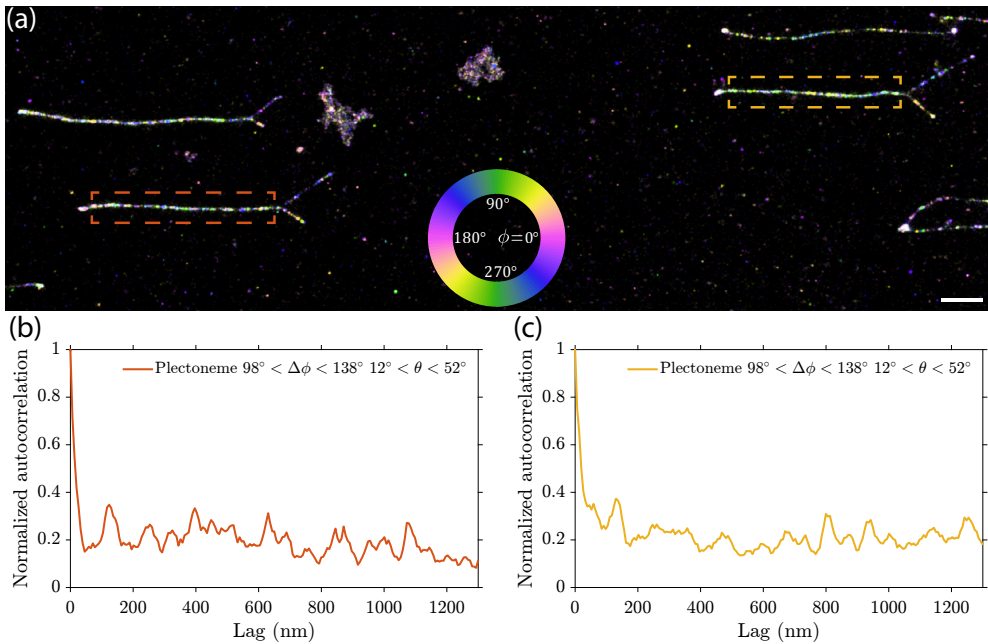 (a)
90°
180° ϕ=0°
270°
(b)
(c)
Normalized autocorrelation
1
0.8
0.6
0.4
0.2
0
Plectoneme 98° < Δϕ < 138° 12° < θ < 52°
0 200 400 600 800 1000 1200
Lag (nm)
Normalized autocorrelation
1
0.8
0.6
0.4
0.2
0
Plectoneme 98° < Δϕ < 138° 12° < θ < 52°
0 200 400 600 800 1000 1200
Lag (nm)